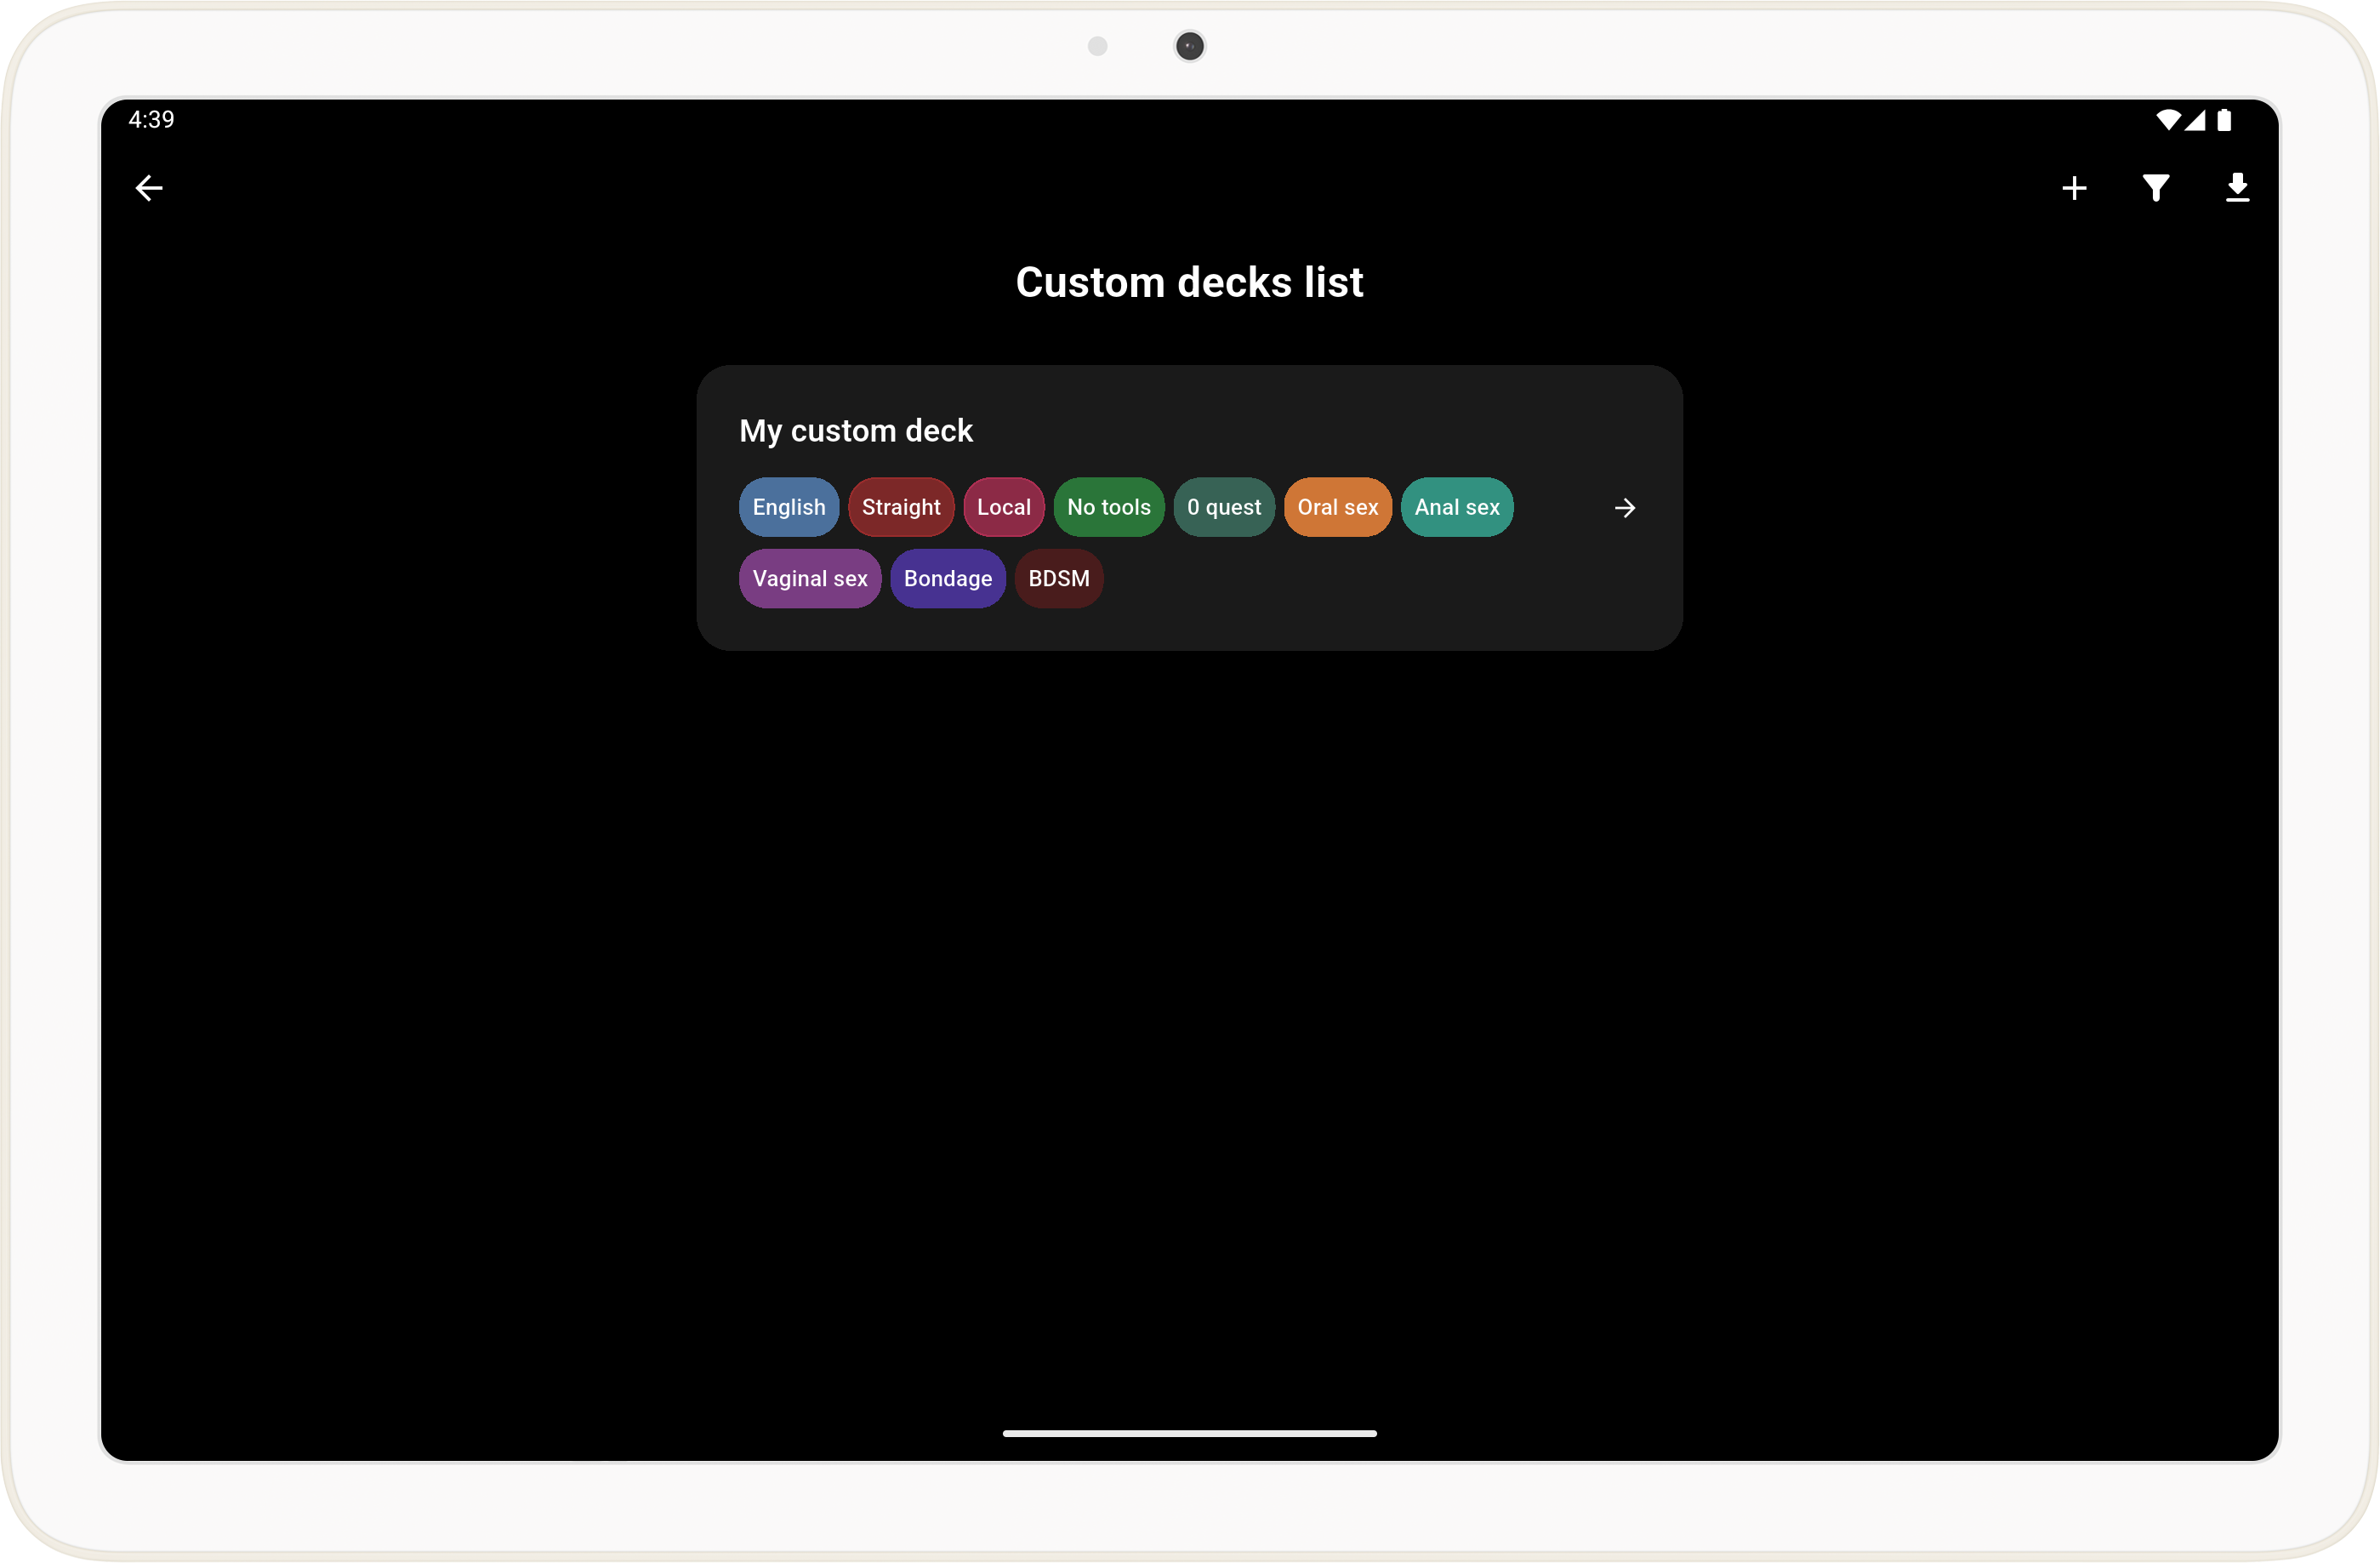 4:39
Custom decks list
My custom deck
English Straight Local No tools 0 quest Oral sex Anal sex
Vaginal sex Bondage BDSM